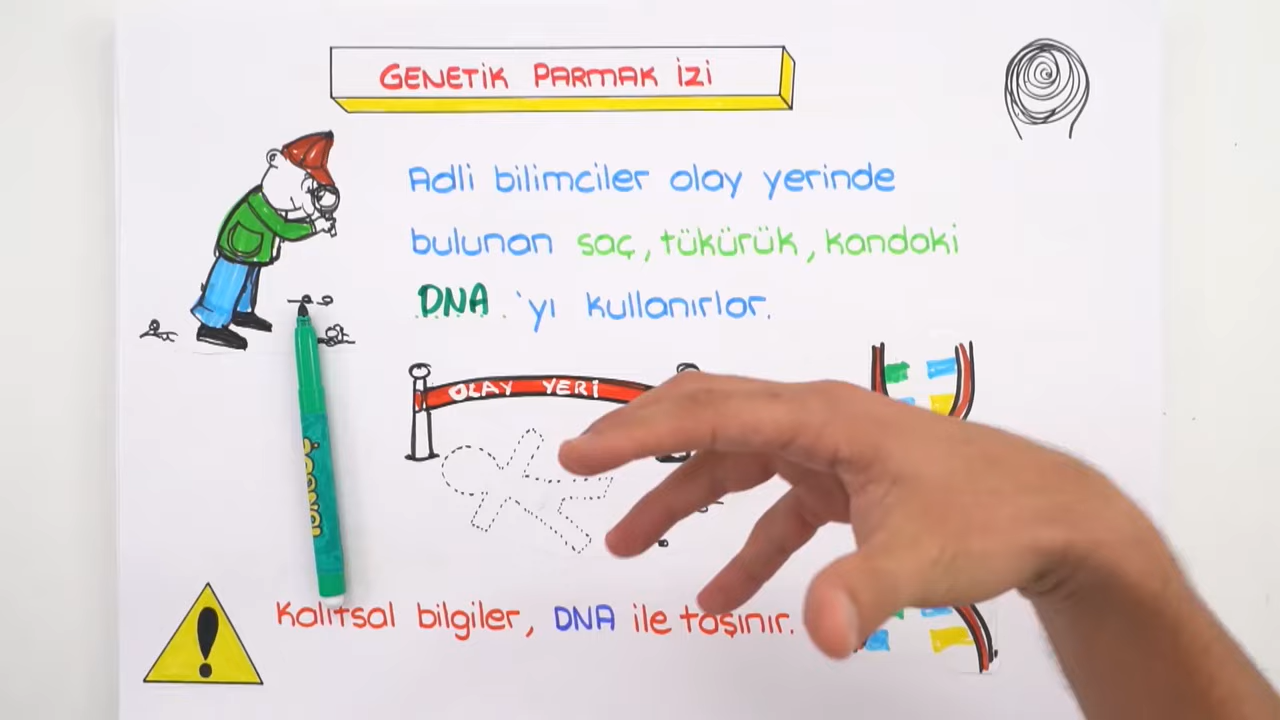 GENETİK PARMAK İZİ
Adli bilimciler olay yerinde
bulunan saç, tükürük, kandaki
DNA 'yı kullanırlar.
OLAY YERİ
Kalıtsal bilgiler, DNA ile taşınır.